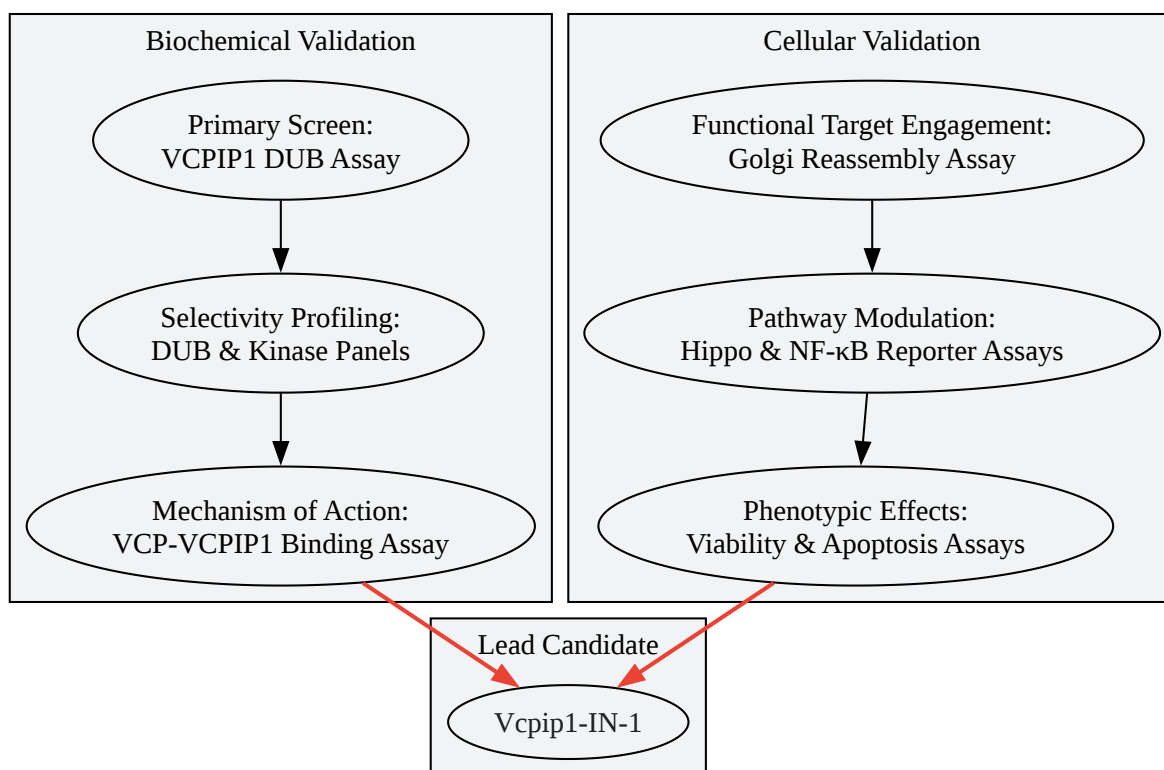 Biochemical Validation
Primary Screen:
VCPIP1 DUB Assay
Selectivity Profiling:
DUB & Kinase Panels
Mechanism of Action:
VCP-VCPIP1 Binding Assay
Cellular Validation
Functional Target Engagement:
Golgi Reassembly Assay
Pathway Modulation:
Hippo & NF-κB Reporter Assays
Phenotypic Effects:
Viability & Apoptosis Assays
Lead Candidate
Vcpip1-IN-1